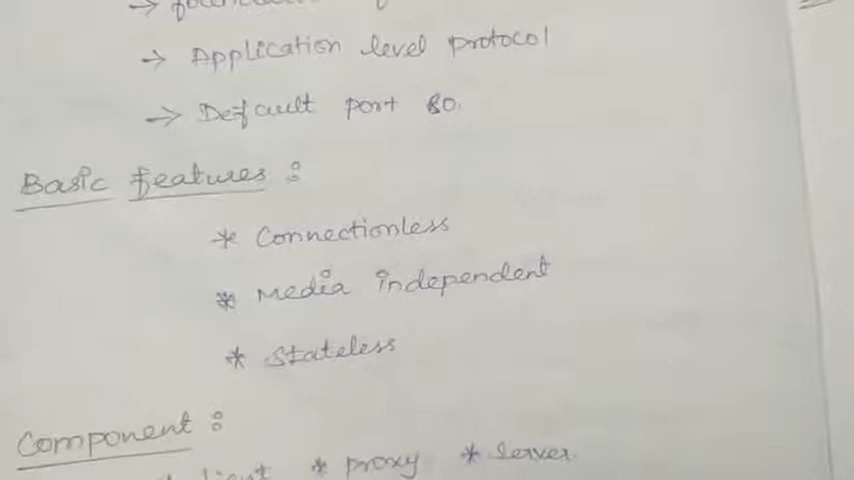 → Application level protocol
→ Default port 80.
Basic features :
* Connectionless
* Media independent
* Stateless
Component :
* proxy * server